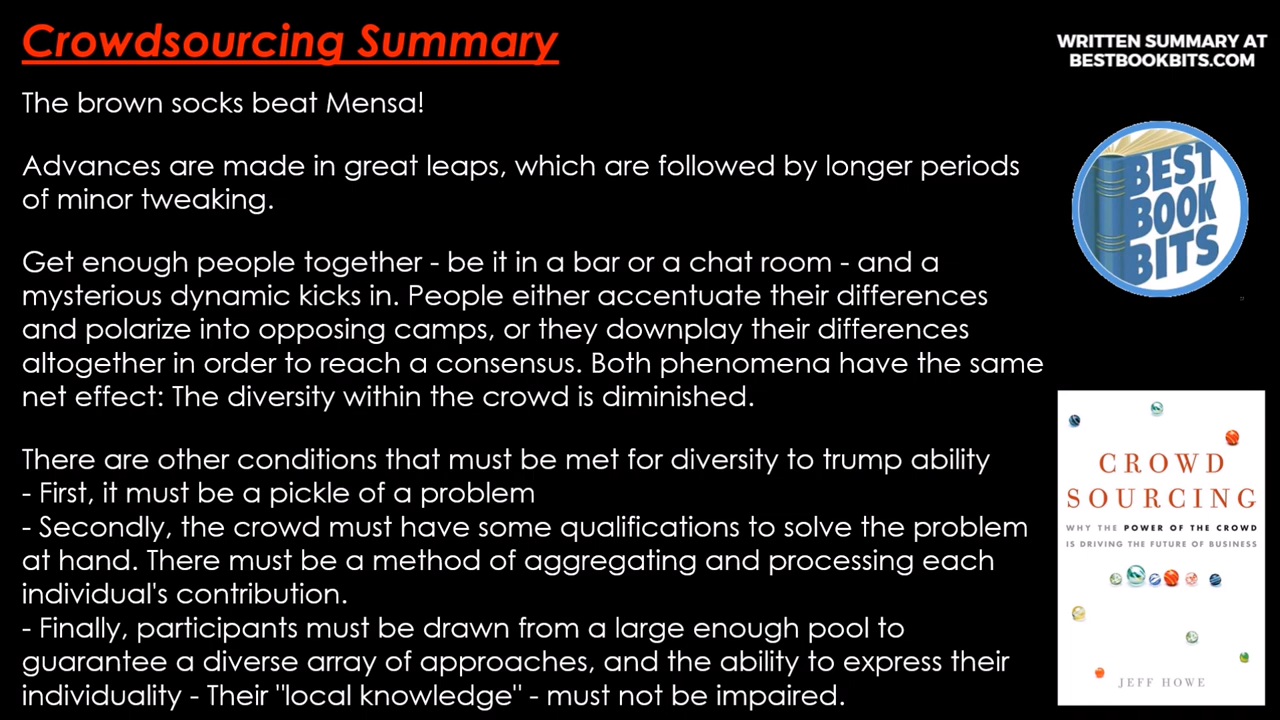 Crowdsourcing Summary
WRITTEN SUMMARY AT
BESTBOOKBITS.COM
The brown socks beat Mensa!
Advances are made in great leaps, which are followed by longer periods
of minor tweaking.
Get enough people together - be it in a bar or a chat room - and a
mysterious dynamic kicks in. People either accentuate their differences
and polarize into opposing camps, or they downplay their differences
altogether in order to reach a consensus. Both phenomena have the same
net effect: The diversity within the crowd is diminished.
There are other conditions that must be met for diversity to trump ability
- First, it must be a pickle of a problem
- Secondly, the crowd must have some qualifications to solve the problem
at hand. There must be a method of aggregating and processing each
individual's contribution.
- Finally, participants must be drawn from a large enough pool to
guarantee a diverse array of approaches, and the ability to express their
individuality - Their "local knowledge" - must not be impaired.
BEST
BOOK
BITS
CROWD
SOURCING
WHY THE POWER OF THE CROWD
IS DRIVING THE FUTURE OF BUSINESS
JEFF HOWE